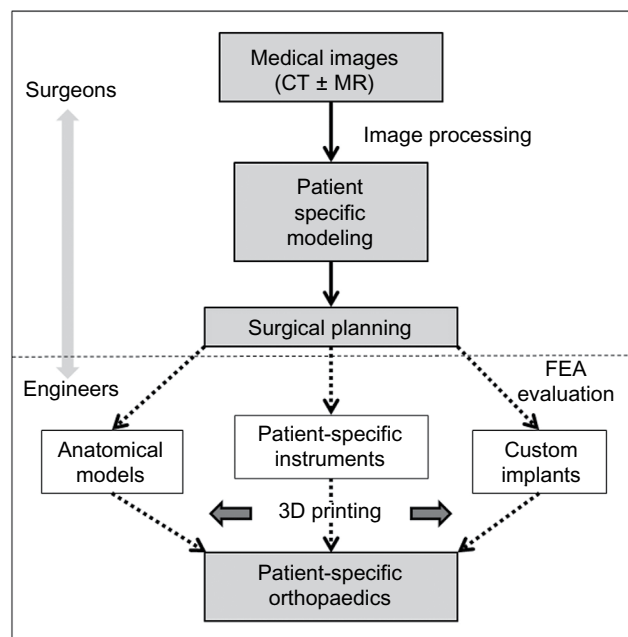 Medical images
(CT ± MR)
Surgeons
Image processing
Patient
specific
modeling
Surgical planning
Engineers
FEA
evaluation
Anatomical
models
Patient-specific
instruments
Custom
implants
3D printing
Patient-specific
orthopaedics